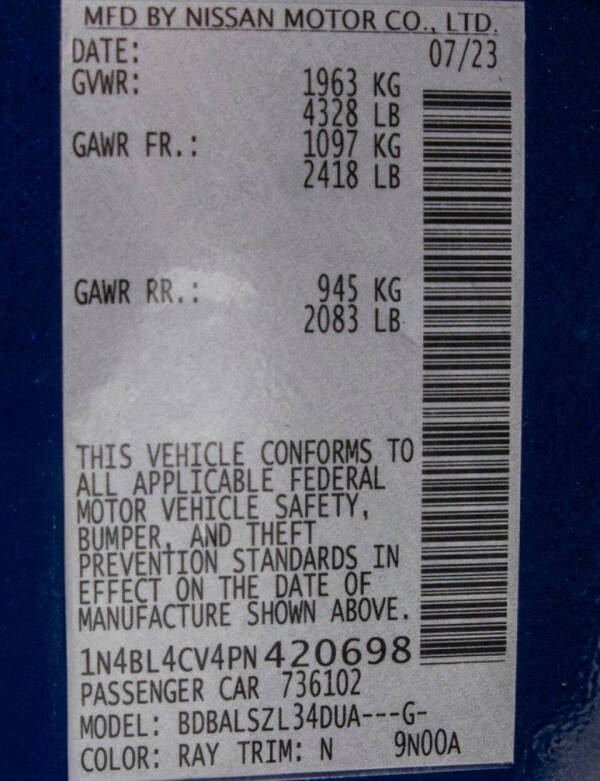 MFD BY NISSAN MOTOR CO., LTD.
DATE: 07/23
GVWR: 1963 KG
4328 LB
GAWR FR.: 1097 KG
2418 LB
GAWR RR.: 945 KG
2083 LB
THIS VEHICLE CONFORMS TO
ALL APPLICABLE FEDERAL
MOTOR VEHICLE SAFETY,
BUMPER, AND THEFT
PREVENTION STANDARDS IN
EFFECT ON THE DATE OF
MANUFACTURE SHOWN ABOVE.
1N4BL4CV4PN420698
PASSENGER CAR 736102
MODEL: BDBALSZL34DUA---G-
COLOR: RAY TRIM: N 9N00A